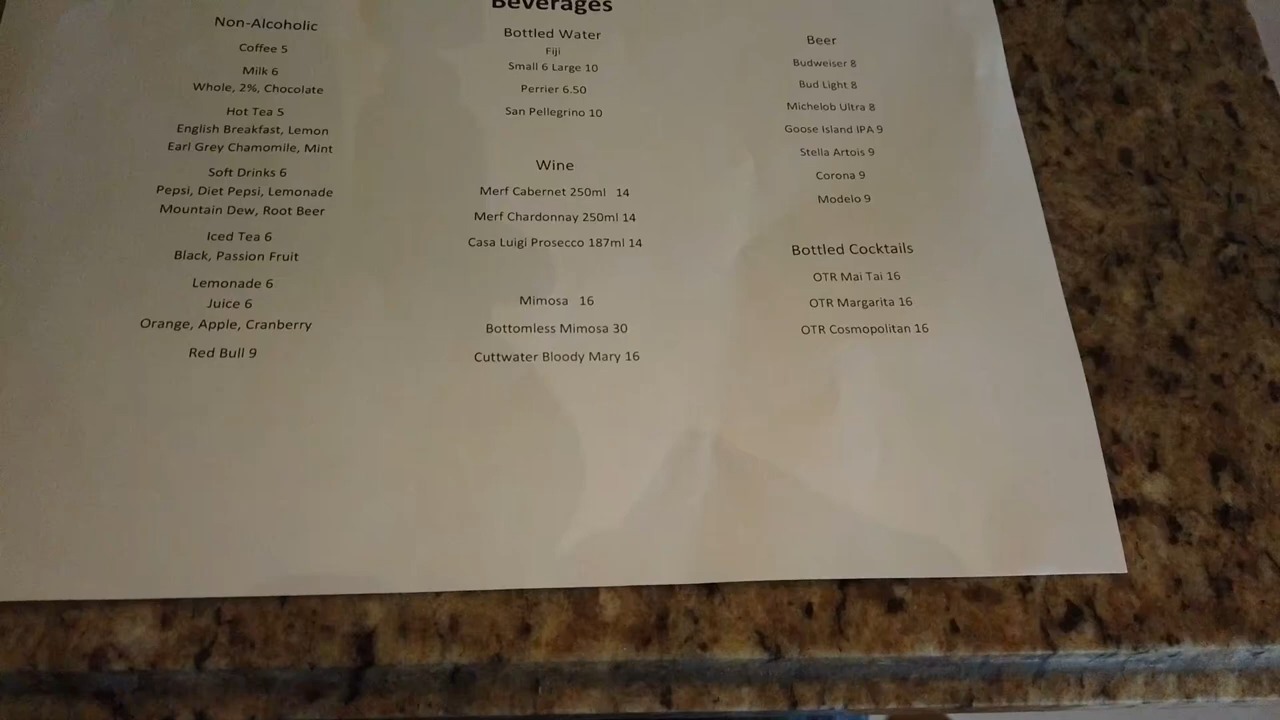 Beverages
Non-Alcoholic
Coffee 5
Milk 6
Whole, 2%, Chocolate
Hot Tea 5
English Breakfast, Lemon
Earl Grey Chamomile, Mint
Soft Drinks 6
Pepsi, Diet Pepsi, Lemonade
Mountain Dew, Root Beer
Iced Tea 6
Black, Passion Fruit
Lemonade 6
Juice 6
Orange, Apple, Cranberry
Red Bull 9
Bottled Water
Fiji
Small 6 Large 10
Perrier 6.50
San Pellegrino 10
Wine
Merf Cabernet 250ml 14
Merf Chardonnay 250ml 14
Casa Luigi Prosecco 187ml 14
Mimosa 16
Bottomless Mimosa 30
Cuttwater Bloody Mary 16
Beer
Budweiser 8
Bud Light 8
Michelob Ultra 8
Goose Island IPA 9
Stella Artois 9
Corona 9
Modelo 9
Bottled Cocktails
OTR Mai Tai 16
OTR Margarita 16
OTR Cosmopolitan 16